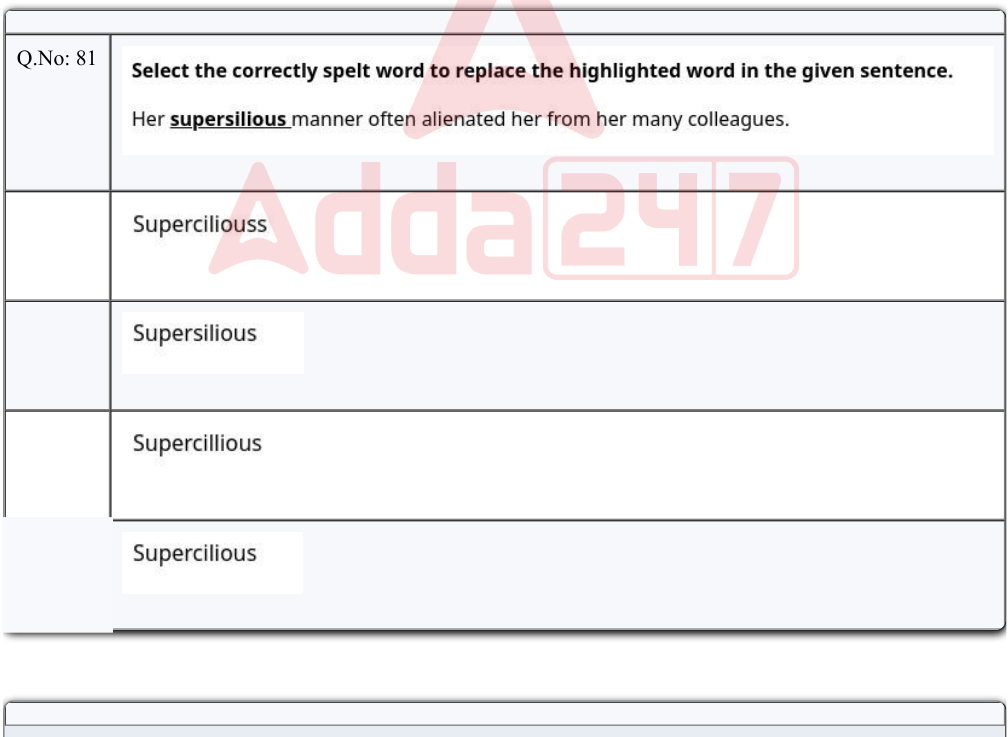 Q.No: 81
Select the correctly spelt word to replace the highlighted word in the given sentence.
Her supersilious manner often alienated her from her many colleagues.
Adda247
Superciliouss
Supersilious
Supercillious
Supercilious